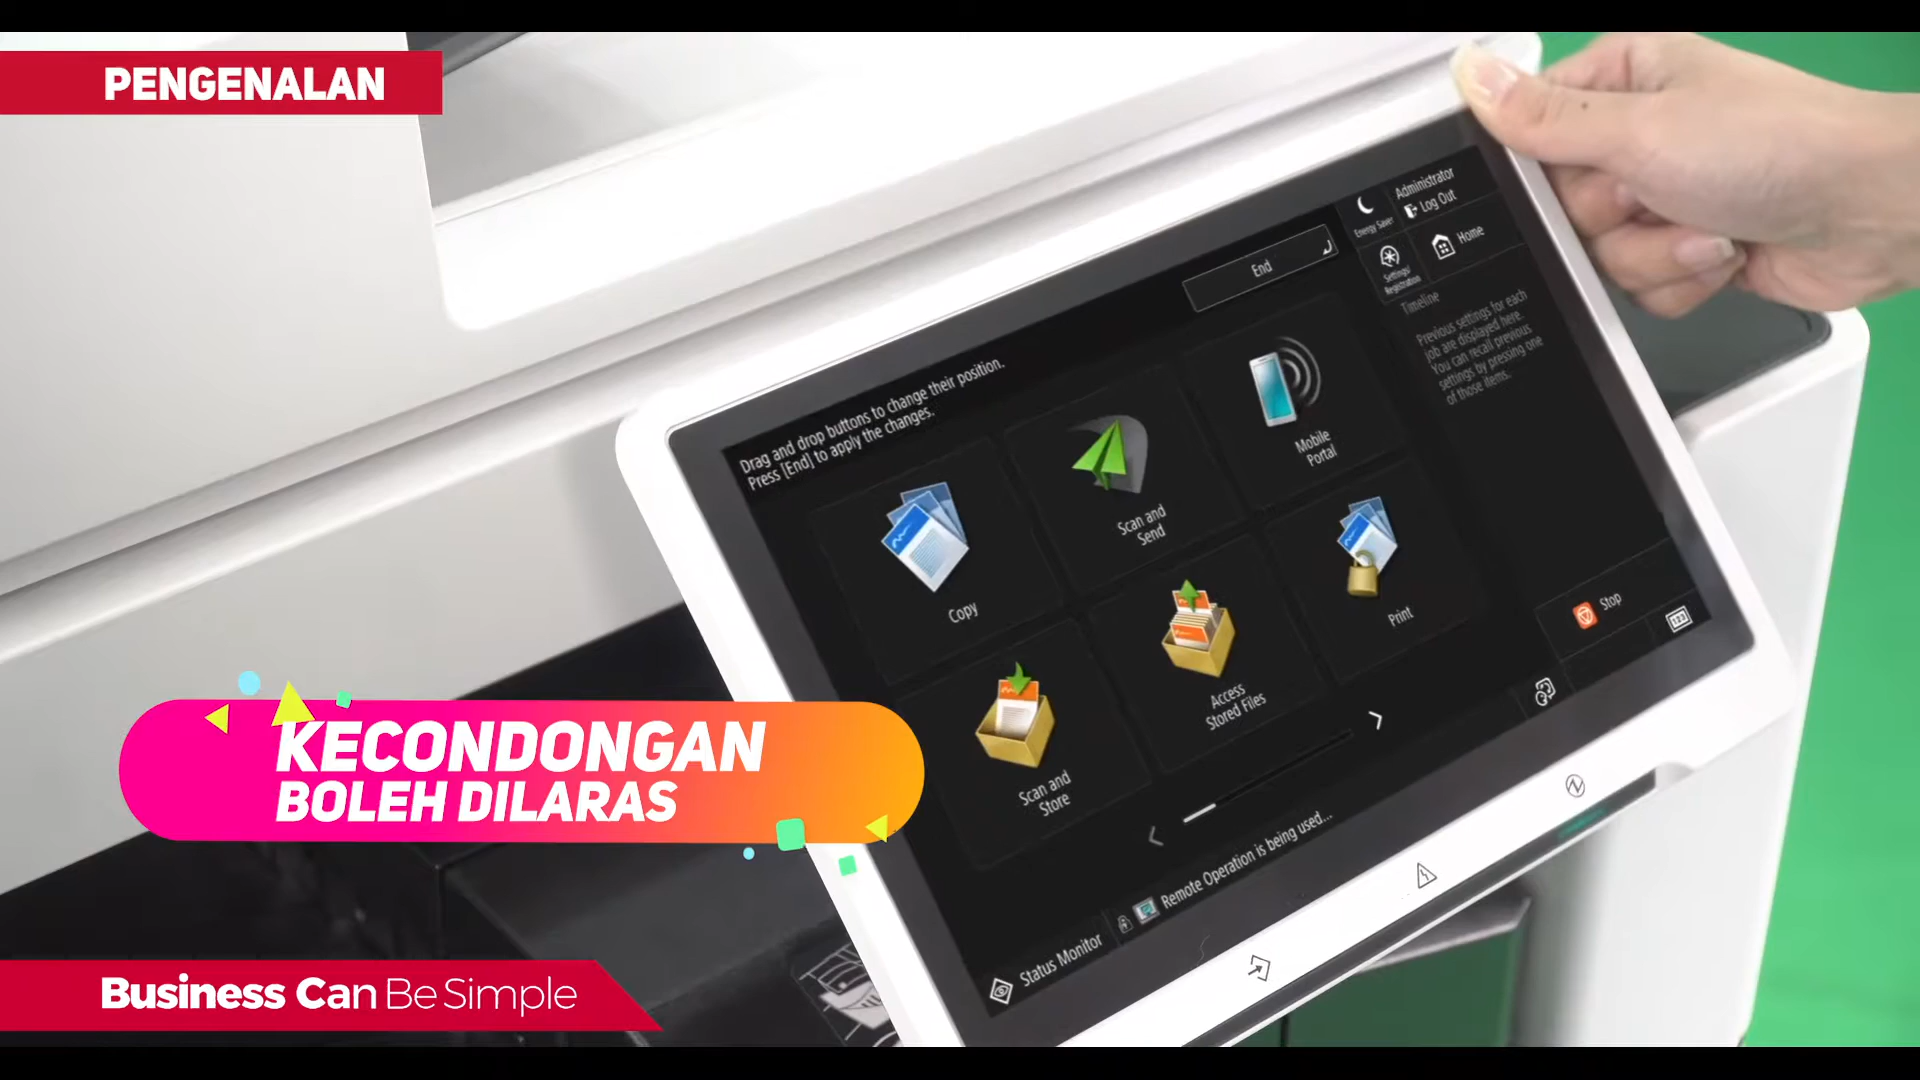 PENGENALAN
Administrator
Log Out
Energy Saver
Home
Settings/
Registration
End
Timeline
Previous settings for each
job are displayed here.
You can recall previous
settings by pressing one
of those items.
Drag and drop buttons to change their position.
Press [End] to apply the changes.
Copy
Scan and
Send
Mobile
Portal
Scan and
Store
Access
Stored Files
Print
Stop
123
Remote Operation is being used...
Status Monitor
KECONDONGAN
BOLEH DILARAS
Business Can Be Simple